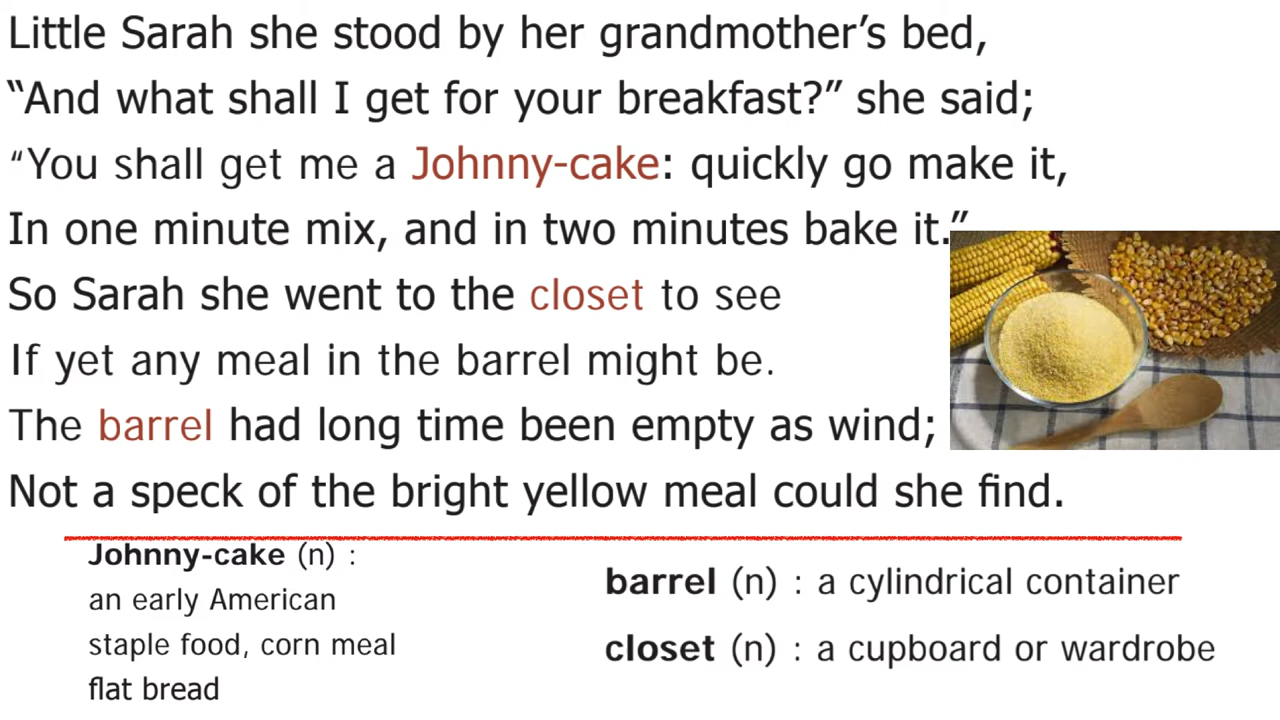 Little Sarah she stood by her grandmother’s bed,
“And what shall I get for your breakfast?” she said;
“You shall get me a Johnny-cake: quickly go make it,
In one minute mix, and in two minutes bake it.”
So Sarah she went to the closet to see
If yet any meal in the barrel might be.
The barrel had long time been empty as wind;
Not a speck of the bright yellow meal could she find.
Johnny-cake (n) :
an early American
staple food, corn meal
flat bread
barrel (n) : a cylindrical container
closet (n) : a cupboard or wardrobe